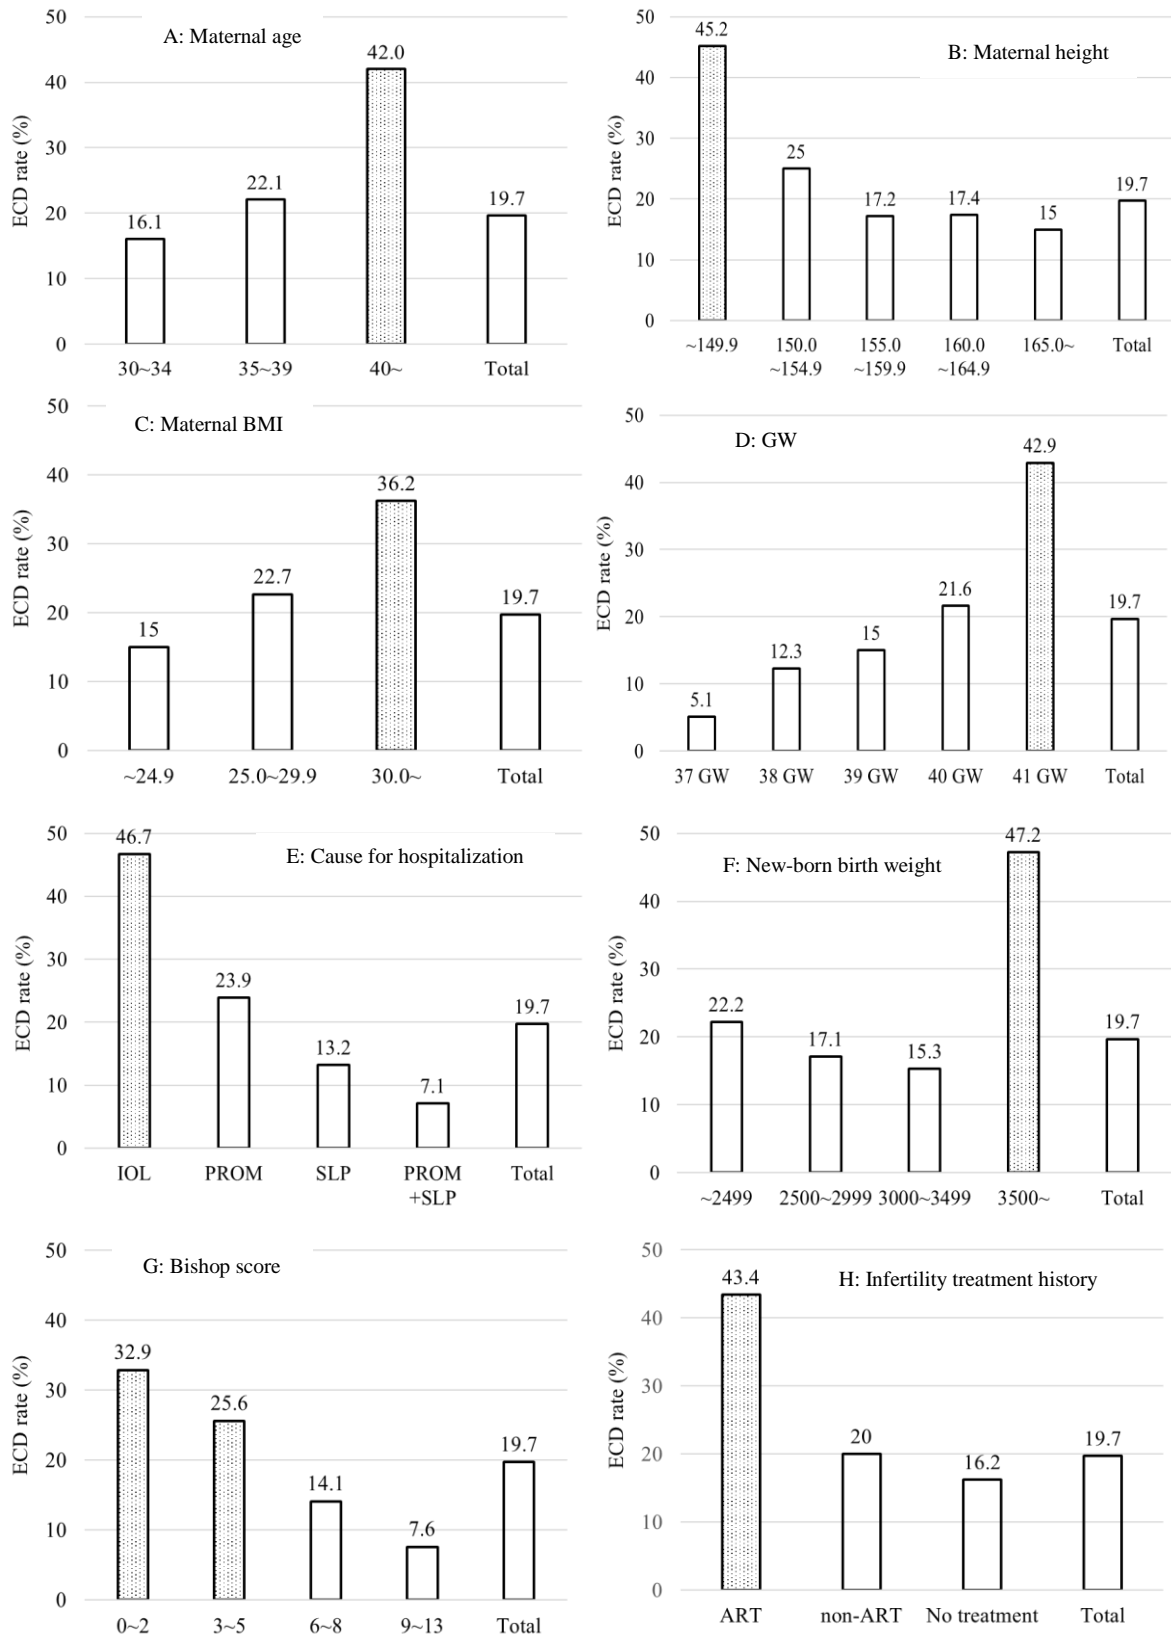 A: Maternal age
ECD rate (%)
50
40
30
20
10
0
16.1
22.1
42.0
19.7
30~34
35~39
40~
Total
B: Maternal height
ECD rate (%)
50
40
30
20
10
0
45.2
25
17.2
17.4
15
19.7
~149.9
150.0
~154.9
155.0
~159.9
160.0
~164.9
165.0~
Total
C: Maternal BMI
ECD rate (%)
50
40
30
20
10
0
15
22.7
36.2
19.7
~24.9
25.0~29.9
30.0~
Total
D: GW
ECD rate (%)
50
40
30
20
10
0
5.1
12.3
15
21.6
42.9
19.7
37 GW
38 GW
39 GW
40 GW
41 GW
Total
E: Cause for hospitalization
ECD rate (%)
50
40
30
20
10
0
46.7
23.9
13.2
7.1
19.7
IOL
PROM
SLP
PROM
+SLP
Total
F: New-born birth weight
ECD rate (%)
50
40
30
20
10
0
22.2
17.1
15.3
47.2
19.7
~2499
2500~2999
3000~3499
3500~
Total
G: Bishop score
ECD rate (%)
50
40
30
20
10
0
32.9
25.6
14.1
7.6
19.7
0~2
3~5
6~8
9~13
Total
H: Infertility treatment history
ECD rate (%)
50
40
30
20
10
0
43.4
20
16.2
19.7
ART
non-ART
No treatment
Total